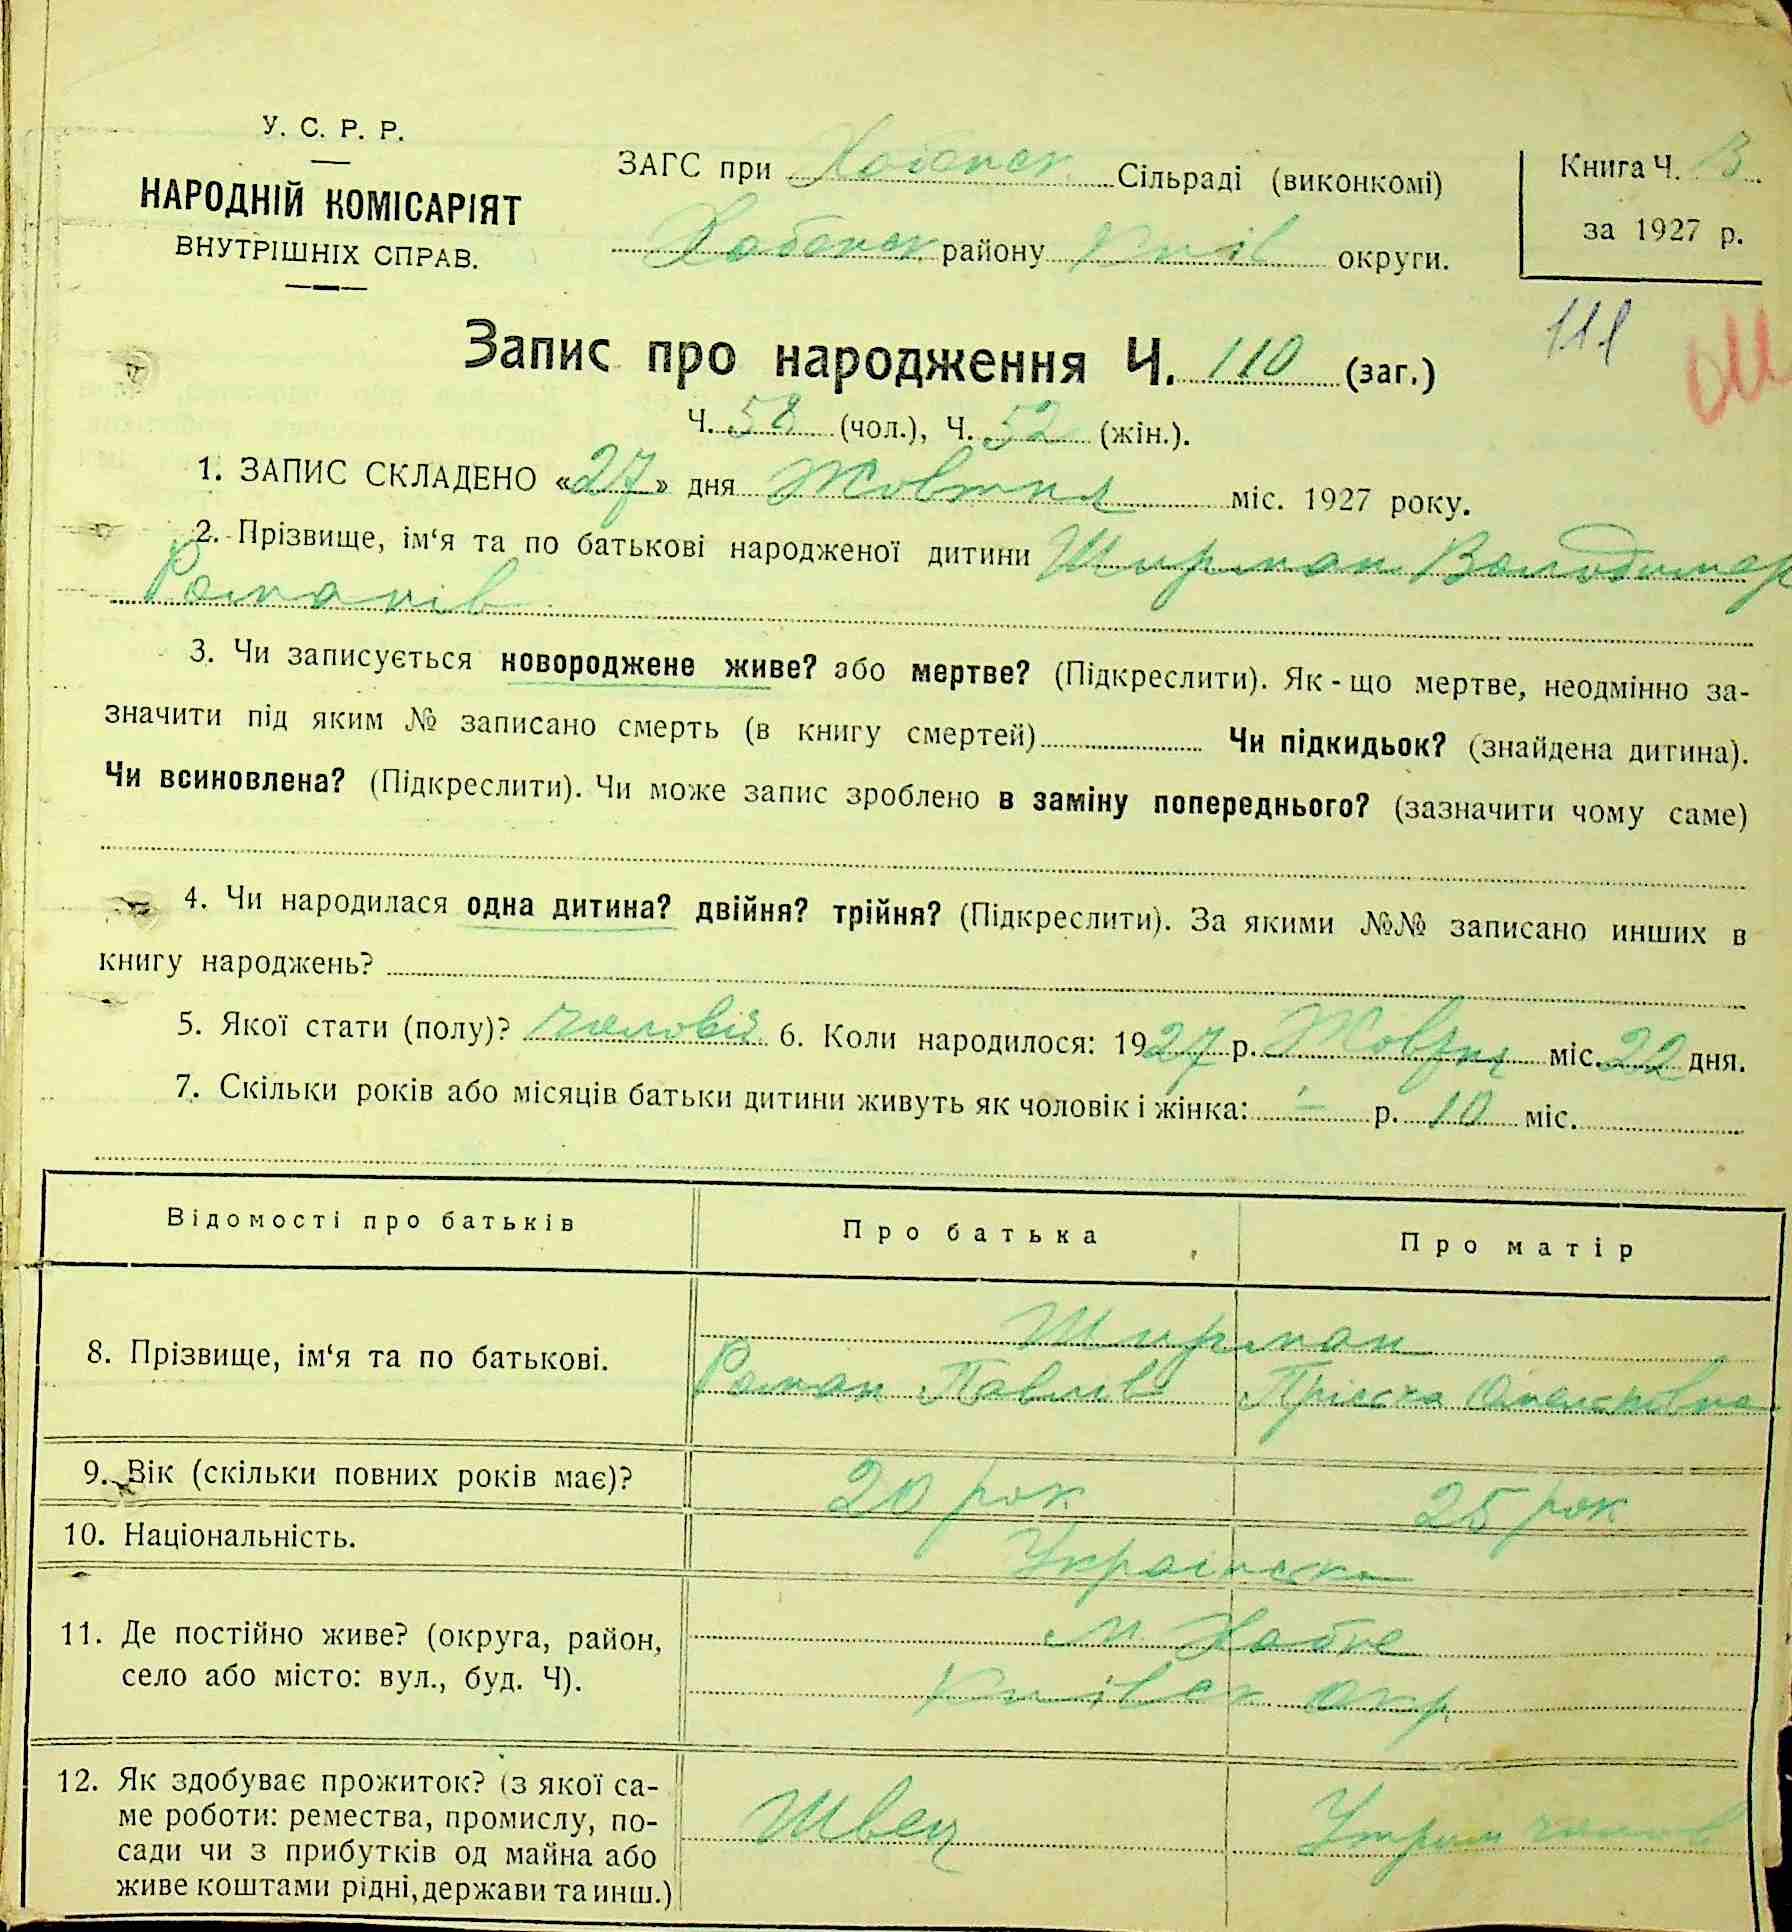 У. С. Р. Р.
НАРОДНІЙ КОМІСАРІЯТ
ВНУТРІШНІХ СПРАВ.
ЗАГС при Хабенск. Сільраді (виконкомі)
Хабенск району Київ округи.
Книга Ч. 13
за 1927 р.
111
Запис про народження Ч. 110 (заг.)
Ч. 58 (чол.), Ч. 52 (жін.).
1. ЗАПИС СКЛАДЕНО «27» дня Жовтня міс. 1927 року.
2. Прізвище, ім‘я та по батькові народженої дитини Ширман Володимер
Романів
3. Чи записується новороджене живе? або мертве? (Підкреслити). Як-що мертве, неодмінно за-
значити під яким № записано смерть (в книгу смертей) Чи підкидьок? (знайдена дитина).
Чи всиновлена? (Підкреслити). Чи може запис зроблено в заміну попереднього? (зазначити чому саме)
4. Чи народилася одна дитина? двійня? трійня? (Підкреслити). За якими №№ записано инших в
книгу народжень?
5. Якої стати (полу)? чоловіч 6. Коли народилося: 1927 р. Жовтня міс. 22 дня.
7. Скільки років або місяців батьки дитини живуть як чоловік і жінка: — р. 10 міс.
Відомості про батьків Про батька Про матір
8. Прізвище, ім‘я та по батькові.
Ширман
Роман Павлів Пріська
9. Вік (скільки повних років має)? 20 рок 25 рок
10. Національність. Українська
11. Де постійно живе? (округа, район,
село або місто: вул., буд. Ч).
м. Хабне
Київск окр.
12. Як здобуває прожиток? (з якої са-
ме роботи: ремества, промислу, по-
сади чи з прибутків од майна або
живе коштами рідні, держави та инш.)
Швец Утрим чолов